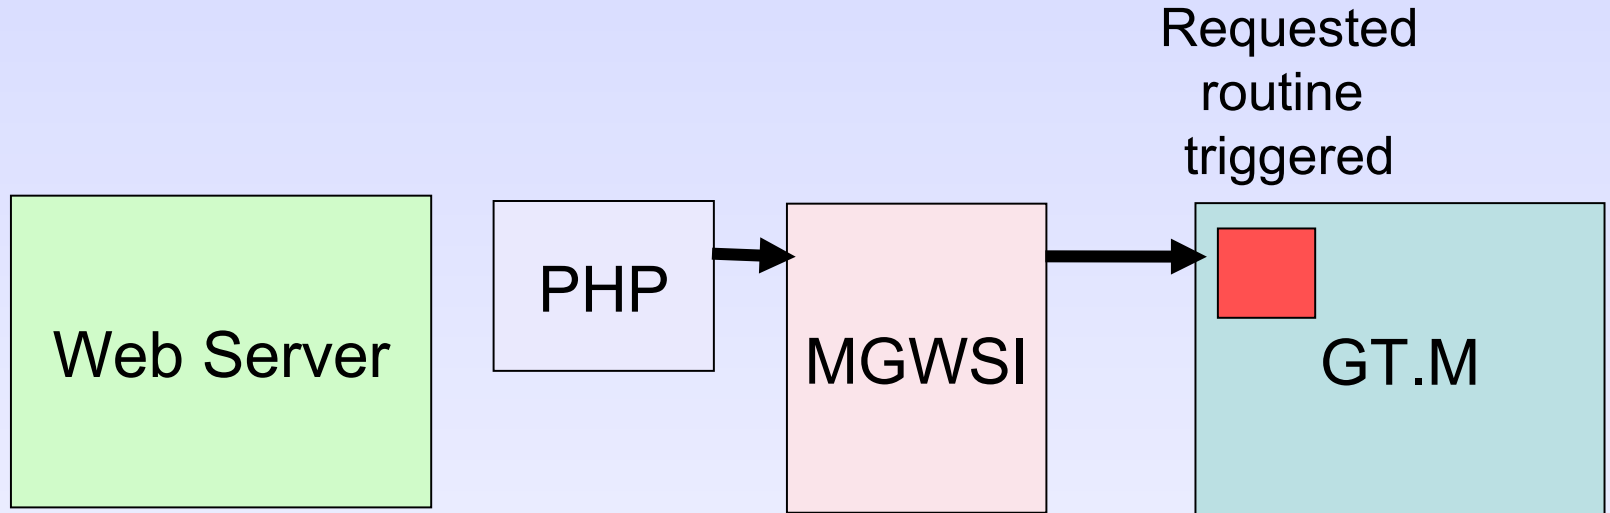 Requested
routine
triggered
Web Server
PHP
MGWSI
GT.M